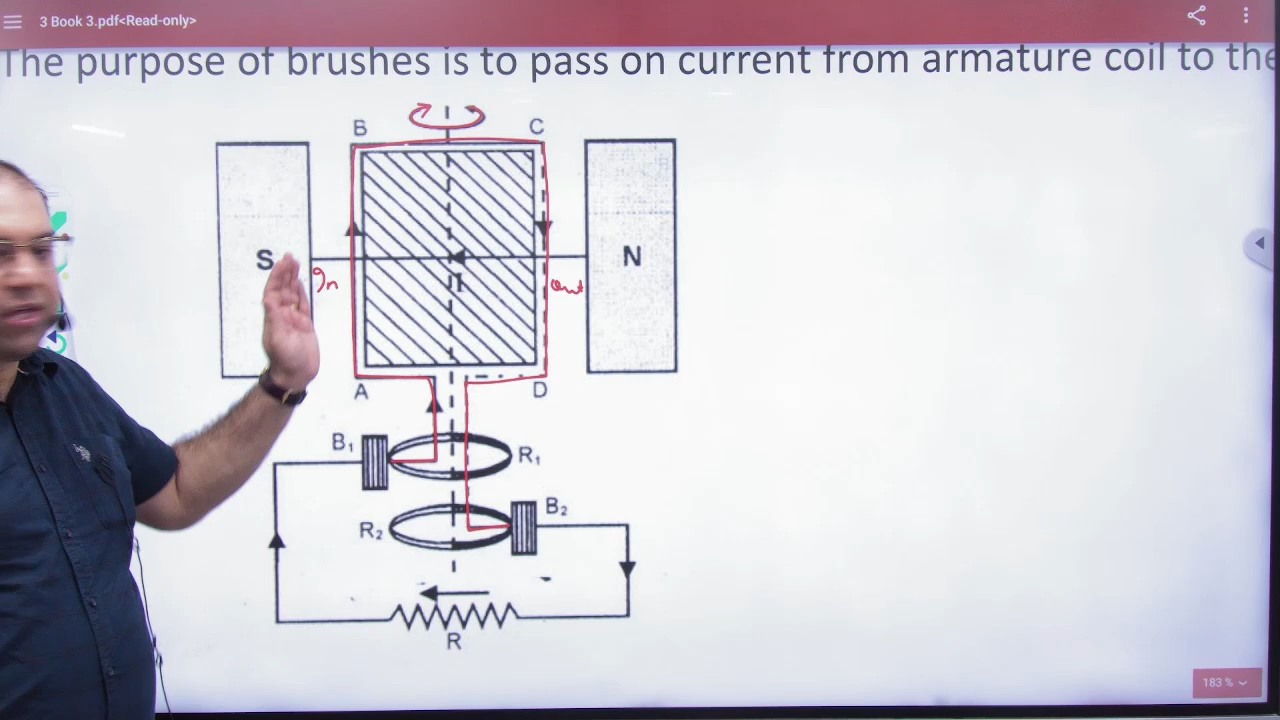 3 Book 3.pdf<Read-only>
The purpose of brushes is to pass on current from armature coil to the
B C
S N
In out
A D
B₁ R₁
R₂ B₂
R
183 %